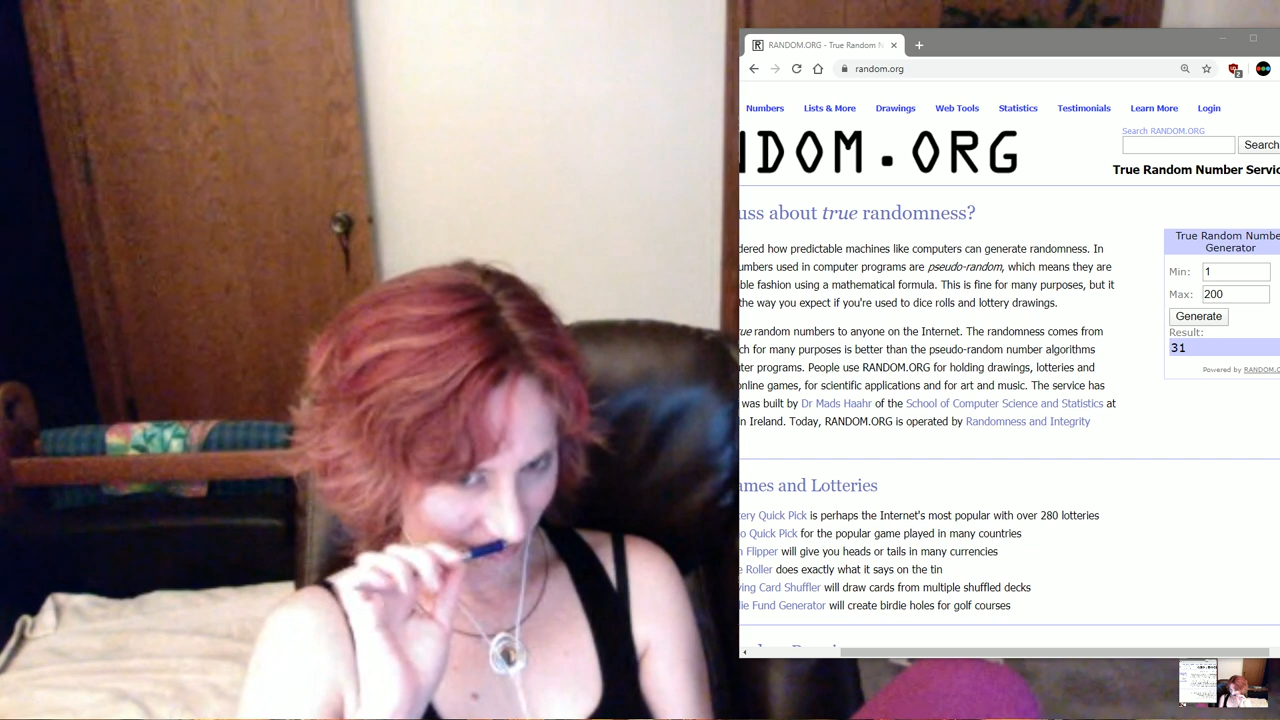 RANDOM.ORG - True Random N
random.org
2
Numbers Lists & More Drawings Web Tools Statistics Testimonials Learn More Login
Search RANDOM.ORG
NDOM.ORG
Search
True Random Number Servic
uss about true randomness?
True Random Numbe
Generator
dered how predictable machines like computers can generate randomness. In
umbers used in computer programs are pseudo-random, which means they are
able fashion using a mathematical formula. This is fine for many purposes, but it
the way you expect if you're used to dice rolls and lottery drawings.
Min: 1
Max: 200
Generate
Result:
31
Powered by RANDOM.O
rue random numbers to anyone on the Internet. The randomness comes from
ch for many purposes is better than the pseudo-random number algorithms
uter programs. People use RANDOM.ORG for holding drawings, lotteries and
online games, for scientific applications and for art and music. The service has
was built by Dr Mads Haahr of the School of Computer Science and Statistics at
in Ireland. Today, RANDOM.ORG is operated by Randomness and Integrity
ames and Lotteries
tery Quick Pick is perhaps the Internet's most popular with over 280 lotteries
o Quick Pick for the popular game played in many countries
n Flipper will give you heads or tails in many currencies
e Roller does exactly what it says on the tin
ying Card Shuffler will draw cards from multiple shuffled decks
die Fund Generator will create birdie holes for golf courses